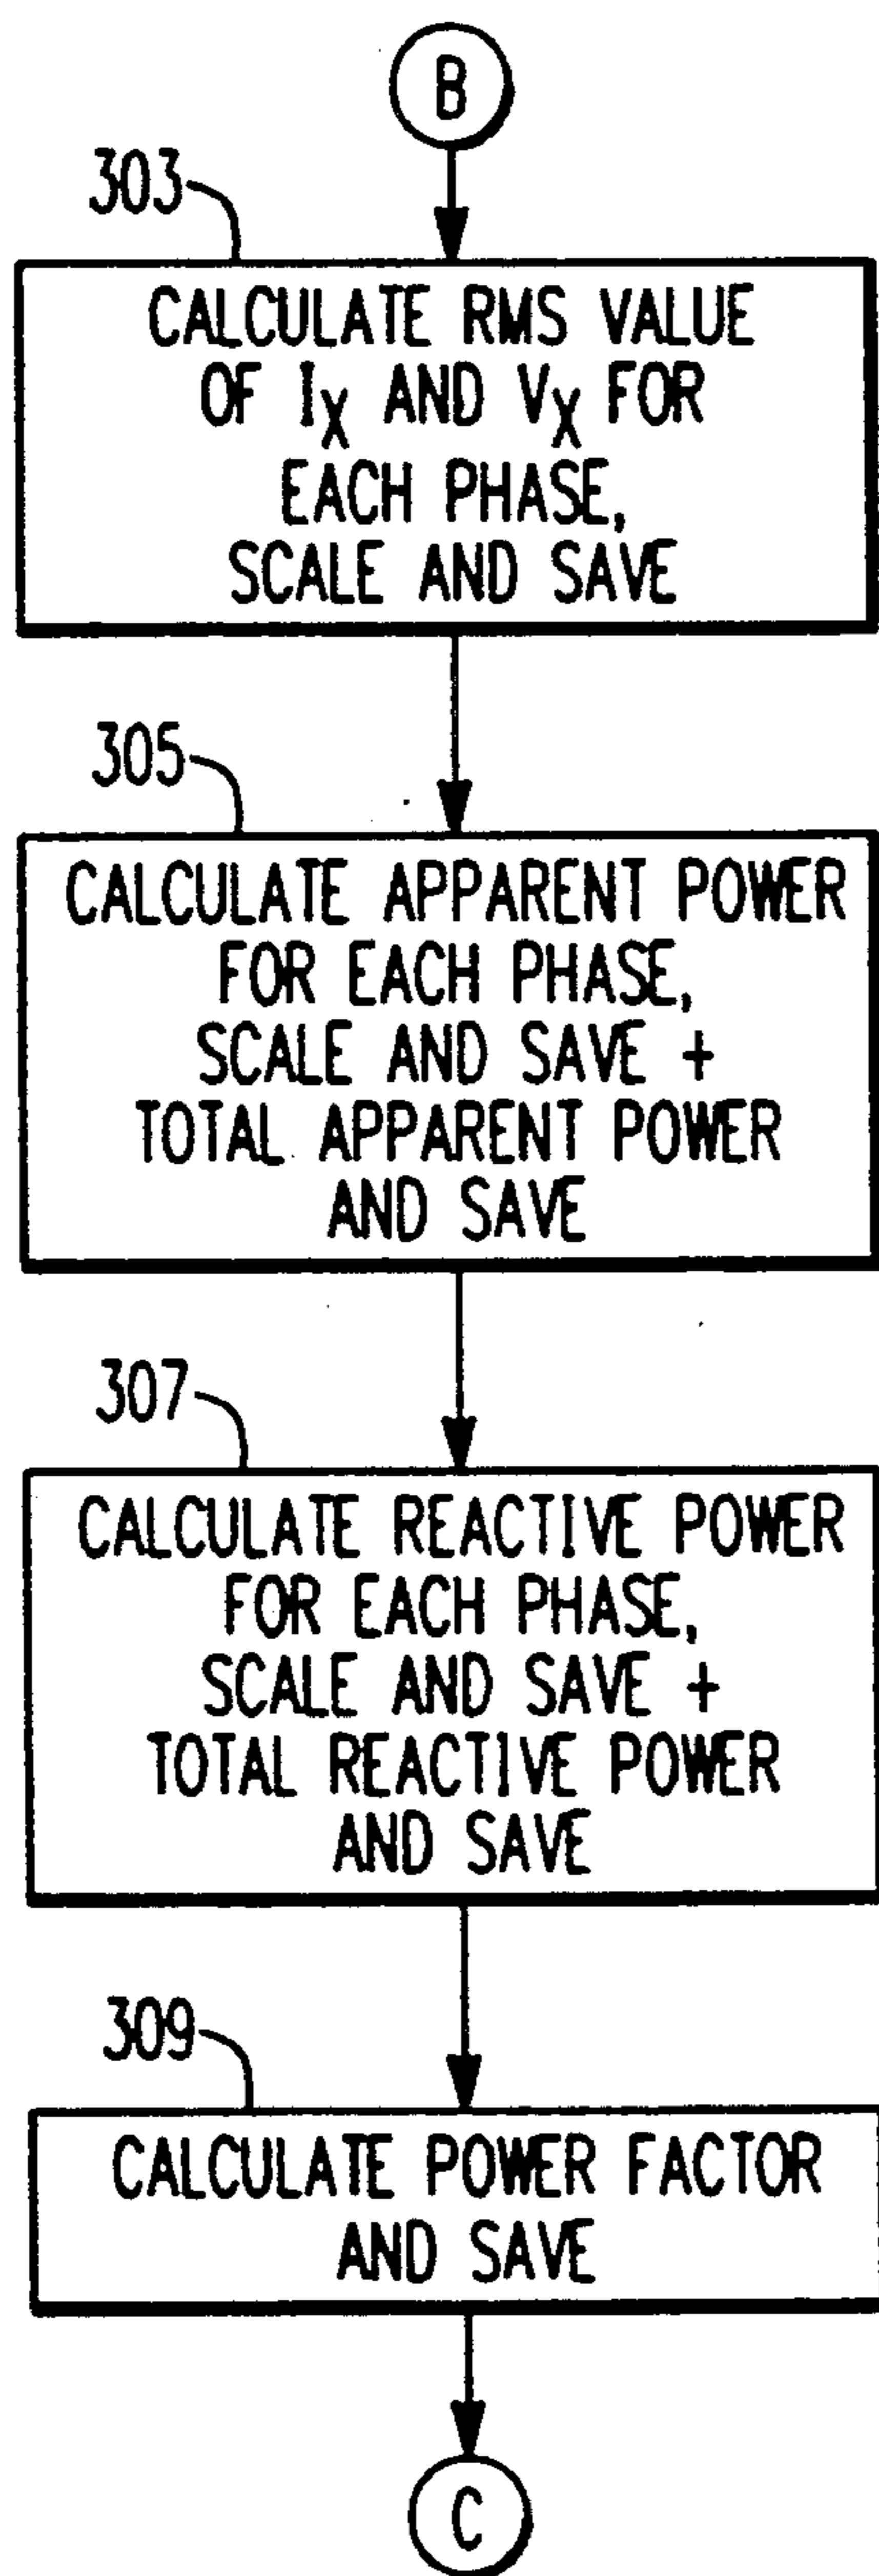 B
303
CALCULATE RMS VALUE
OF IX AND VX FOR
EACH PHASE,
SCALE AND SAVE
305
CALCULATE APPARENT POWER
FOR EACH PHASE,
SCALE AND SAVE +
TOTAL APPARENT POWER
AND SAVE
307
CALCULATE REACTIVE POWER
FOR EACH PHASE,
SCALE AND SAVE +
TOTAL REACTIVE POWER
AND SAVE
309
CALCULATE POWER FACTOR
AND SAVE
C